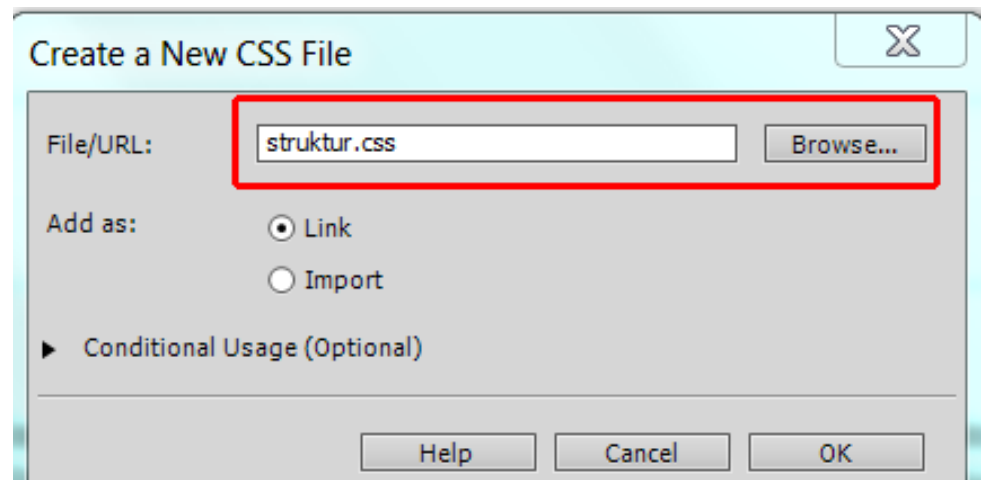 Create a New CSS File
File/URL: struktur.css Browse...
Add as: Link
Import
Conditional Usage (Optional)
Help Cancel OK